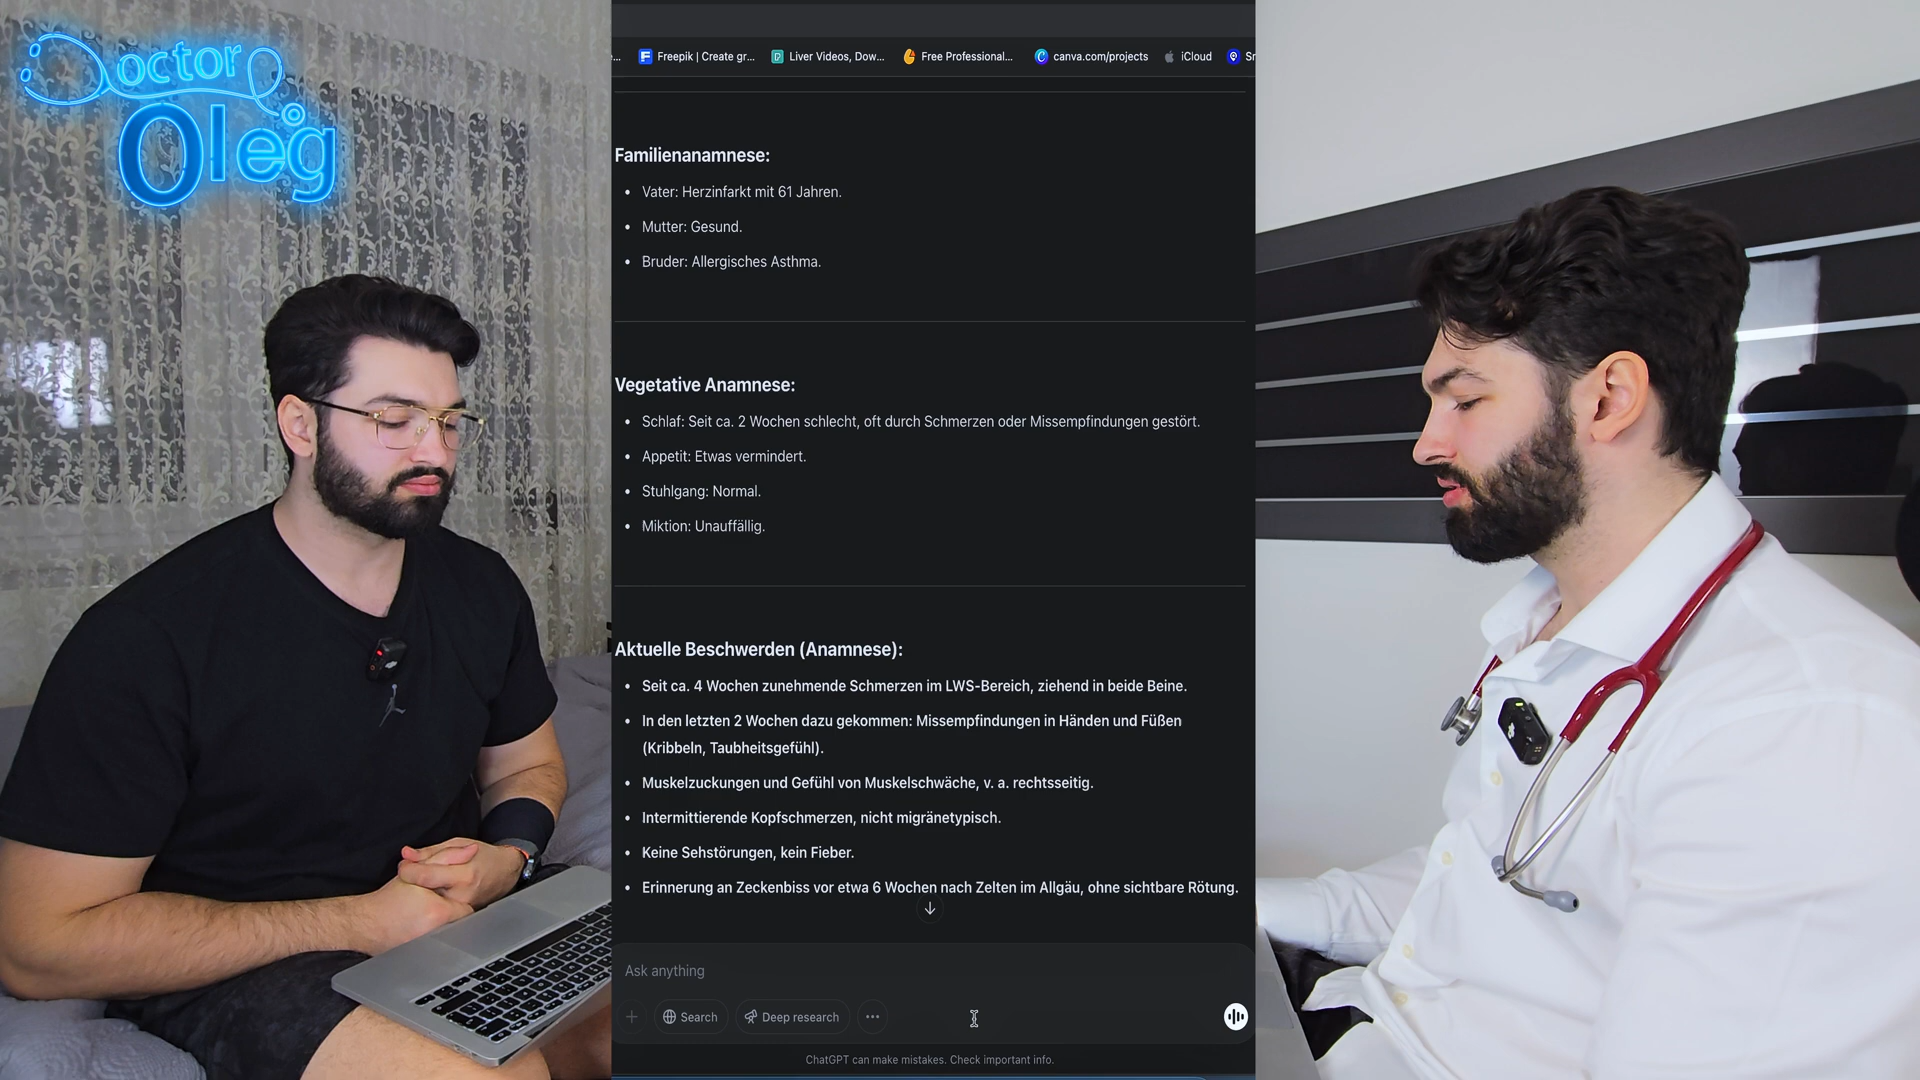 Doctor
Oleg
Freepik | Create gr...
Liver Videos, Dow...
Free Professional...
canva.com/projects
iCloud
Familienanamnese:
• Vater: Herzinfarkt mit 61 Jahren.
• Mutter: Gesund.
• Bruder: Allergisches Asthma.
Vegetative Anamnese:
• Schlaf: Seit ca. 2 Wochen schlecht, oft durch Schmerzen oder Missempfindungen gestört.
• Appetit: Etwas vermindert.
• Stuhlgang: Normal.
• Miktion: Unauffällig.
Aktuelle Beschwerden (Anamnese):
• Seit ca. 4 Wochen zunehmende Schmerzen im LWS-Bereich, ziehend in beide Beine.
• In den letzten 2 Wochen dazu gekommen: Missempfindungen in Händen und Füßen
(Kribbeln, Taubheitsgefühl).
• Muskelzuckungen und Gefühl von Muskelschwäche, v. a. rechtsseitig.
• Intermittierende Kopfschmerzen, nicht migränetypisch.
• Keine Sehstörungen, kein Fieber.
• Erinnerung an Zeckenbiss vor etwa 6 Wochen nach Zelten im Allgäu, ohne sichtbare Rötung.
Ask anything
Search
Deep research
ChatGPT can make mistakes. Check important info.